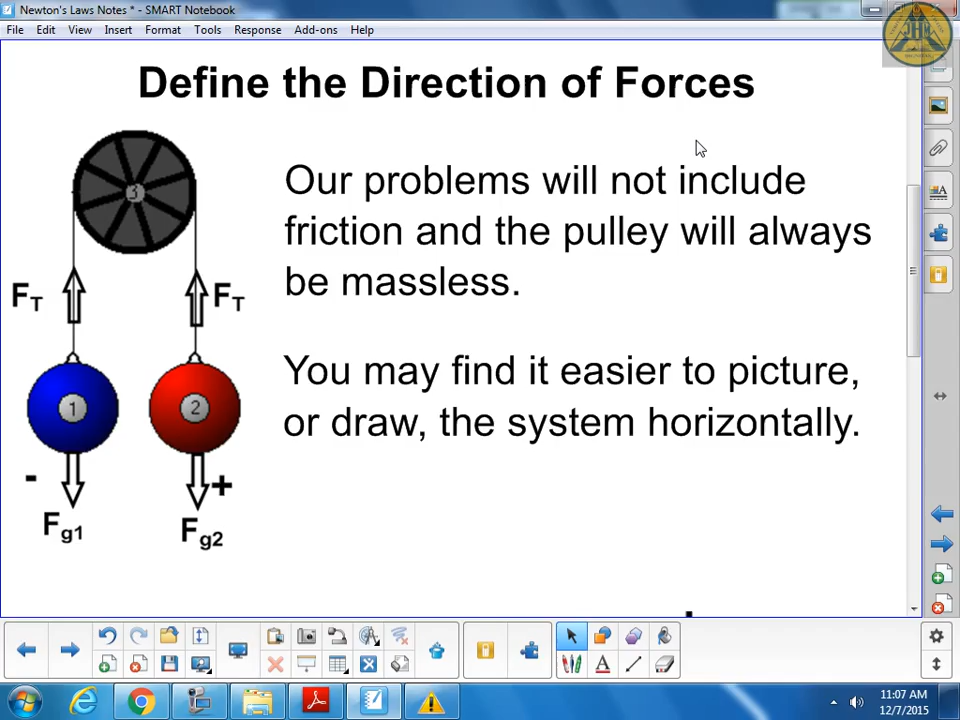 Newton's Laws Notes * - SMART Notebook
File Edit View Insert Format Tools Response Add-ons Help
JHM
Define the Direction of Forces
3
Our problems will not include
friction and the pulley will always
be massless.
FT FT
You may find it easier to picture,
or draw, the system horizontally.
1 2
- +
Fg1 Fg2
11:07 AM
12/7/2015